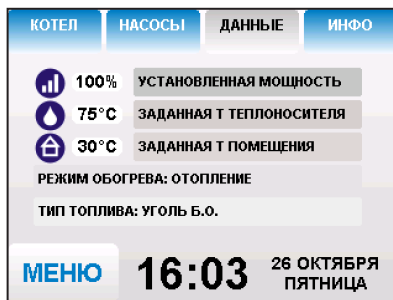 КОТЕЛ НАСОСЫ ДАННЫЕ ИНФО
100% УСТАНОВЛЕННАЯ МОЩНОСТЬ
75°C ЗАДАННАЯ Т ТЕПЛОНОСИТЕЛЯ
30°C ЗАДАННАЯ Т ПОМЕЩЕНИЯ
РЕЖИМ ОБОГРЕВА: ОТОПЛЕНИЕ
ТИП ТОПЛИВА: УГОЛЬ Б.О.
МЕНЮ 16:03 26 ОКТЯБРЯ
ПЯТНИЦА